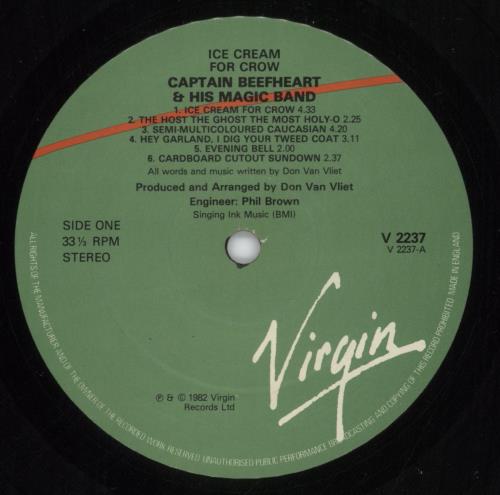 ICE CREAM
FOR CROW
CAPTAIN BEEFHEART
& HIS MAGIC BAND
1. ICE CREAM FOR CROW 4.33
2. THE HOST THE GHOST THE MOST HOLY-O 2.25
3. SEMI-MULTICOLOURED CAUCASIAN 4.20
4. HEY GARLAND, I DIG YOUR TWEED COAT 3.11
5. EVENING BELL 2.00
6. CARDBOARD CUTOUT SUNDOWN 2.37
All words and music written by Don Van Vliet
Produced and Arranged by Don Van Vliet
Engineer: Phil Brown
Singing Ink Music (BMI)
SIDE ONE
33⅓ RPM
STEREO
V 2237
V 2237-A
Virgin
℗ & © 1982 Virgin
Records Ltd
ALL RIGHTS OF THE MANUFACTURER AND OF THE OWNER OF THE RECORDED WORK RESERVED. UNAUTHORISED PUBLIC PERFORMANCE BROADCASTING AND COPYING OF THIS RECORD PROHIBITED. MADE IN ENGLAND